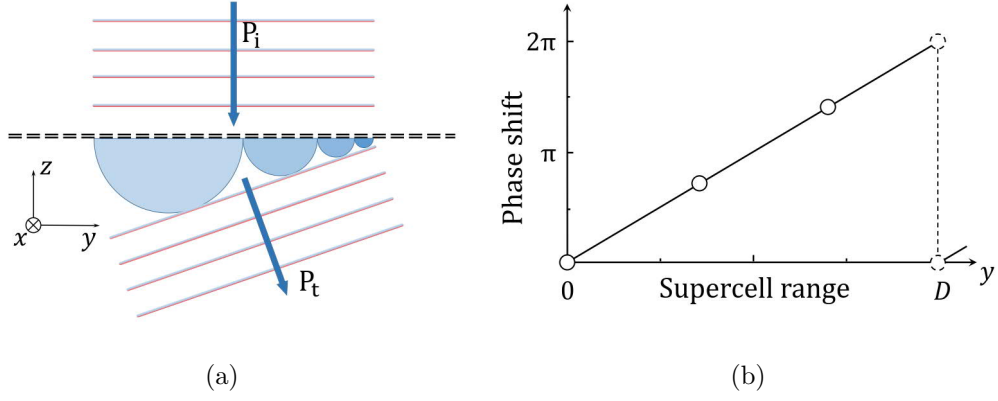 P_i
z
x
y
P_t
(a)
Phase shift
2π
π
0
Supercell range
D
y
(b)